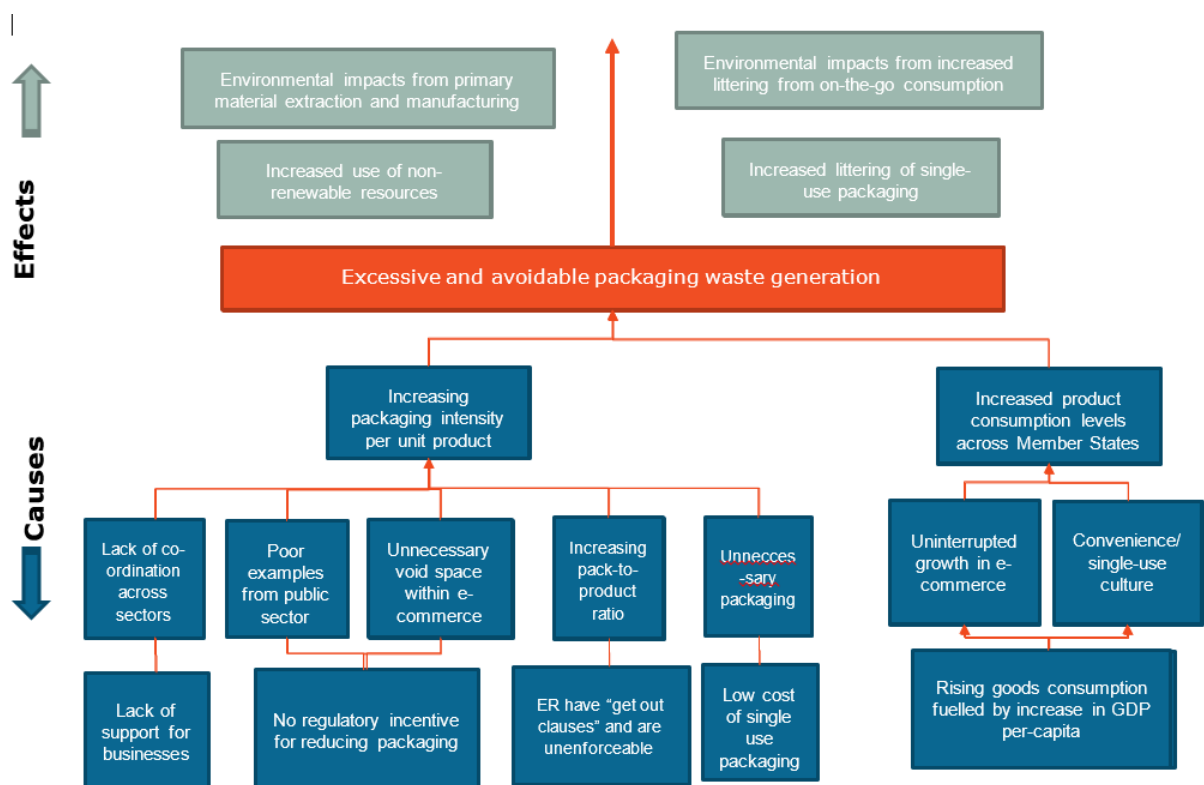 Environmental impacts from primary
material extraction and manufacturing
Environmental impacts from increased
littering from on-the-go consumption
Increased use of non-
renewable resources
Increased littering of single-
use packaging
Effects
Excessive and avoidable packaging waste generation
Causes
Increasing
packaging intensity
per unit product
Increased product
consumption levels
across Member States
Lack of co-
ordination
across
sectors
Poor
examples
from public
sector
Unnecessary
void space
within e-
commerce
Increasing
pack-to-
product
ratio
Unnecces
-sary
packaging
Uninterrupted
growth in e-
commerce
Convenience/
single-use
culture
Lack of
support for
businesses
No regulatory incentive
for reducing packaging
ER have “get out
clauses” and are
unenforceable
Low cost
of single
use
packaging
Rising goods consumption
fuelled by increase in GDP
per-capita